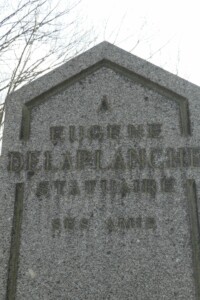 A
EUGENE
DELAPLANCHE
STATUAIRE
SES AMIS